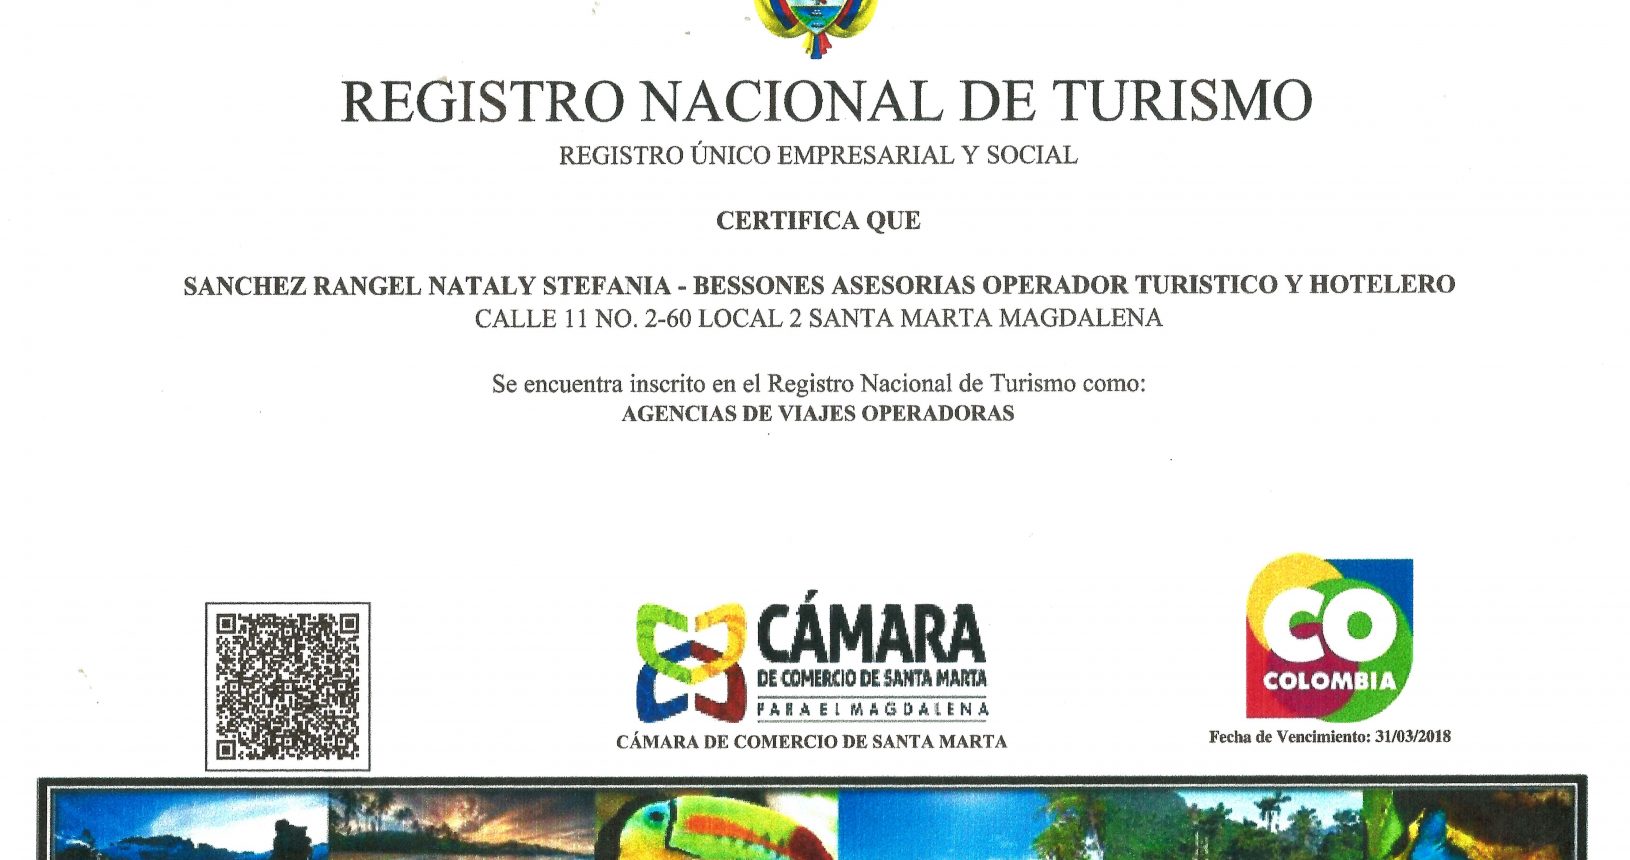 REGISTRO NACIONAL DE TURISMO
REGISTRO ÚNICO EMPRESARIAL Y SOCIAL
CERTIFICA QUE
SANCHEZ RANGEL NATALY STEFANIA - BESSONES ASESORIAS OPERADOR TURISTICO Y HOTELERO
CALLE 11 NO. 2-60 LOCAL 2 SANTA MARTA MAGDALENA
Se encuentra inscrito en el Registro Nacional de Turismo como:
AGENCIAS DE VIAJES OPERADORAS
CÁMARA
DE COMERCIO DE SANTA MARTA
PARA EL MAGDALENA
CÁMARA DE COMERCIO DE SANTA MARTA
CO
COLOMBIA
Fecha de Vencimiento: 31/03/2018